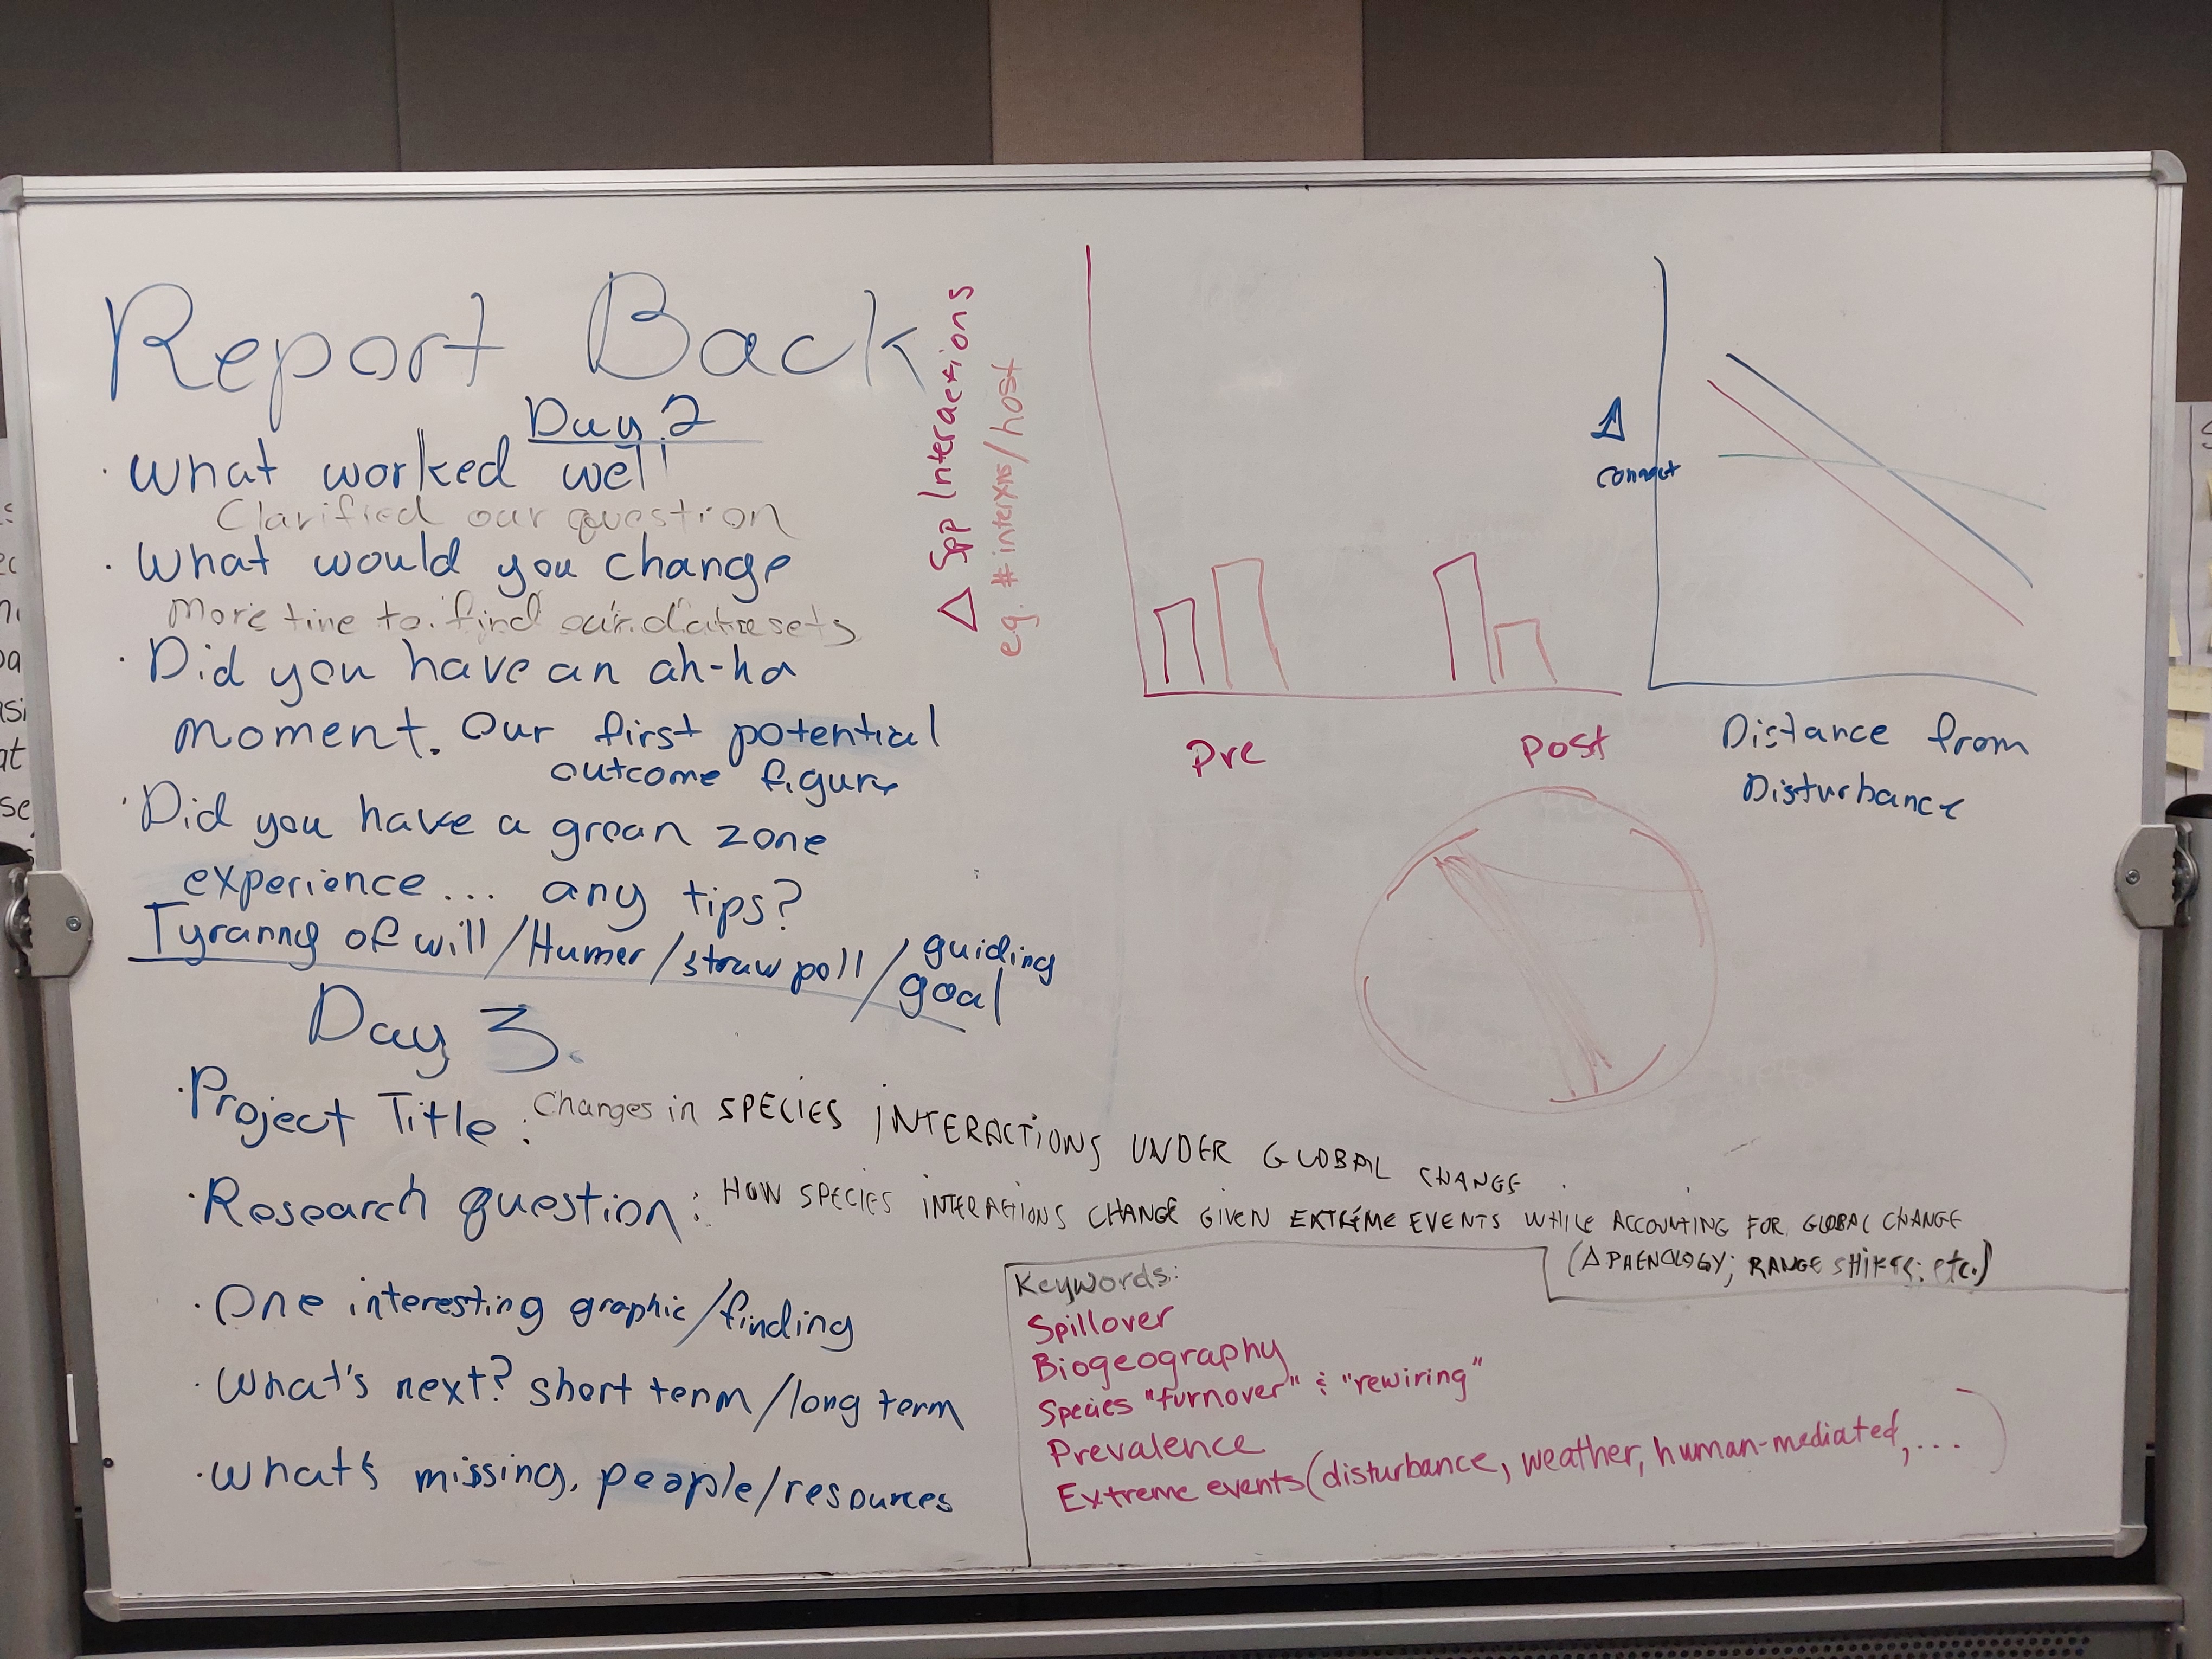 Report Back
Day 2
· What worked well
Clarified our question
· What would you change
More time to find our datasets
· Did you have an ah-ha
moment. Our first potential
outcome figure
· Did you have a groan zone
experience... any tips?
Tyranny of will/Humer/straw poll/guiding
goal
Day 3.
· Project Title: Changes in SPECIES INTERACTIONS UNDER GLOBAL CHANGE
· Research question: HOW SPECIES INTERACTIONS CHANGE GIVEN EXTREME EVENTS WHILE ACCOUNTING FOR GLOBAL CHANGE
(Δ PHENOLOGY; RANGE SHIFTS; etc.)
· One interesting graphic/finding
· What's next? short term/long term
· What's missing, people/resources
Δ Spp Interactions
e.g. # interxns/host
Pre
Post
Δ
Connect
Distance from
Disturbance
Keywords:
Spillover
Biogeography
Species "turnover" & "rewiring"
Prevalence
Extreme events (disturbance, weather, human-mediated, ...)